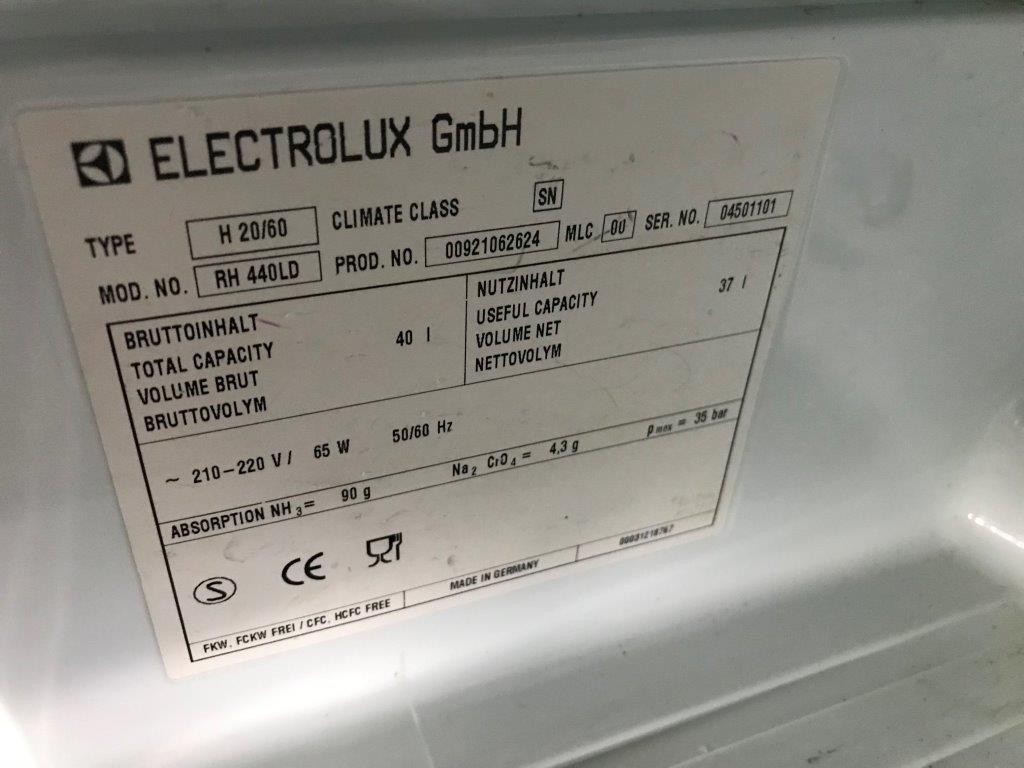 ELECTROLUX GmbH
TYPE H 20/60 CLIMATE CLASS SN
MOD. NO. RH 440LD PROD. NO. 00921062624 MLC 00 SER. NO. 04501101
BRUTTOINHALT
TOTAL CAPACITY 40 l
VOLUME BRUT
BRUTTOVOLYM
NUTZINHALT
USEFUL CAPACITY 37 l
VOLUME NET
NETTOVOLYM
~ 210-220 V/ 65 W 50/60 Hz
ABSORPTION NH3= 90 g Na2 CrO4= 4,3 g pmax = 35 bar
S CE
FKW. FCKW FREI / CFC. HCFC FREE MADE IN GERMANY